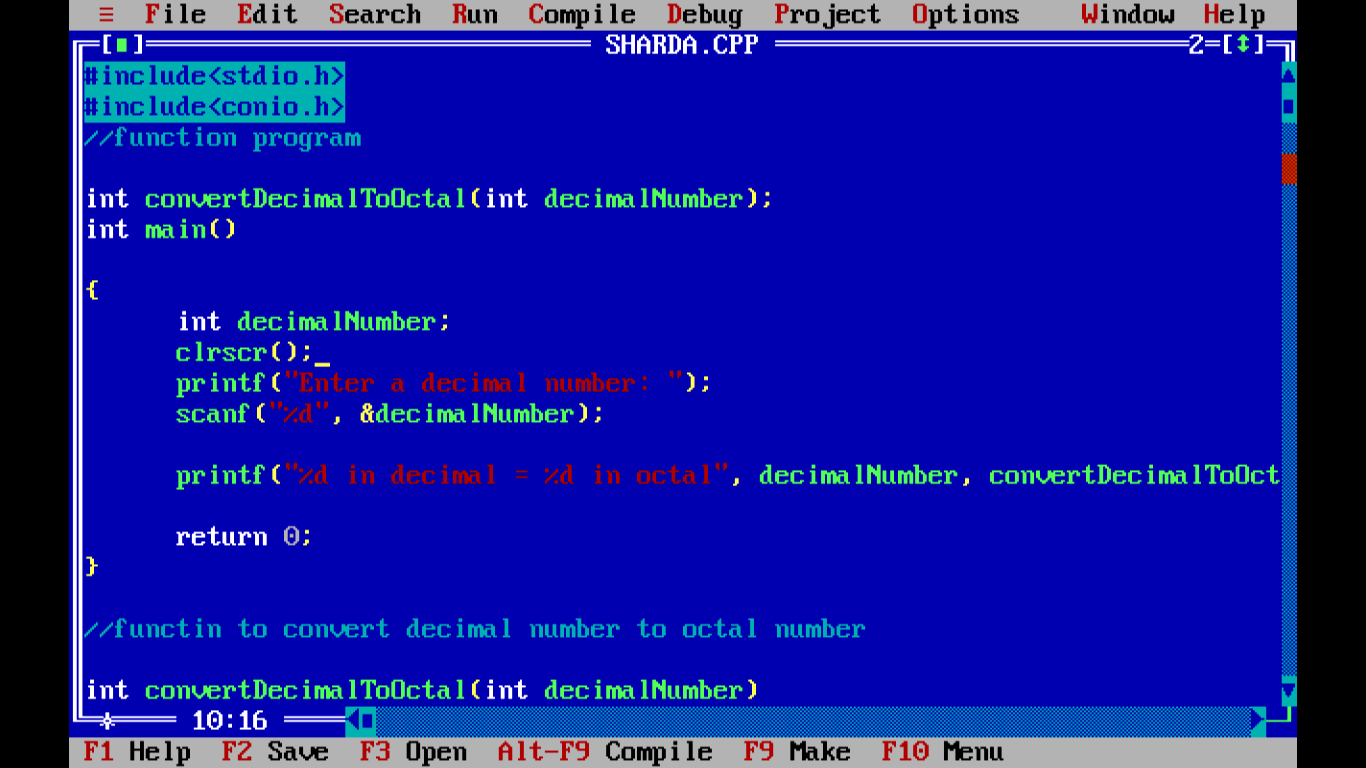 ≡ File Edit Search Run Compile Debug Project Options Window Help
[■] SHARDA.CPP 2=[↕]
#include<stdio.h>
#include<conio.h>
//function program
int convertDecimalToOctal(int decimalNumber);
int main()
{
int decimalNumber;
clrscr();
printf("Enter a decimal number: ");
scanf("%d", &decimalNumber);
printf("%d in decimal = %d in octal", decimalNumber, convertDecimalToOct
return 0;
}
//functin to convert decimal number to octal number
int convertDecimalToOctal(int decimalNumber)
10:16
F1 Help F2 Save F3 Open Alt-F9 Compile F9 Make F10 Menu